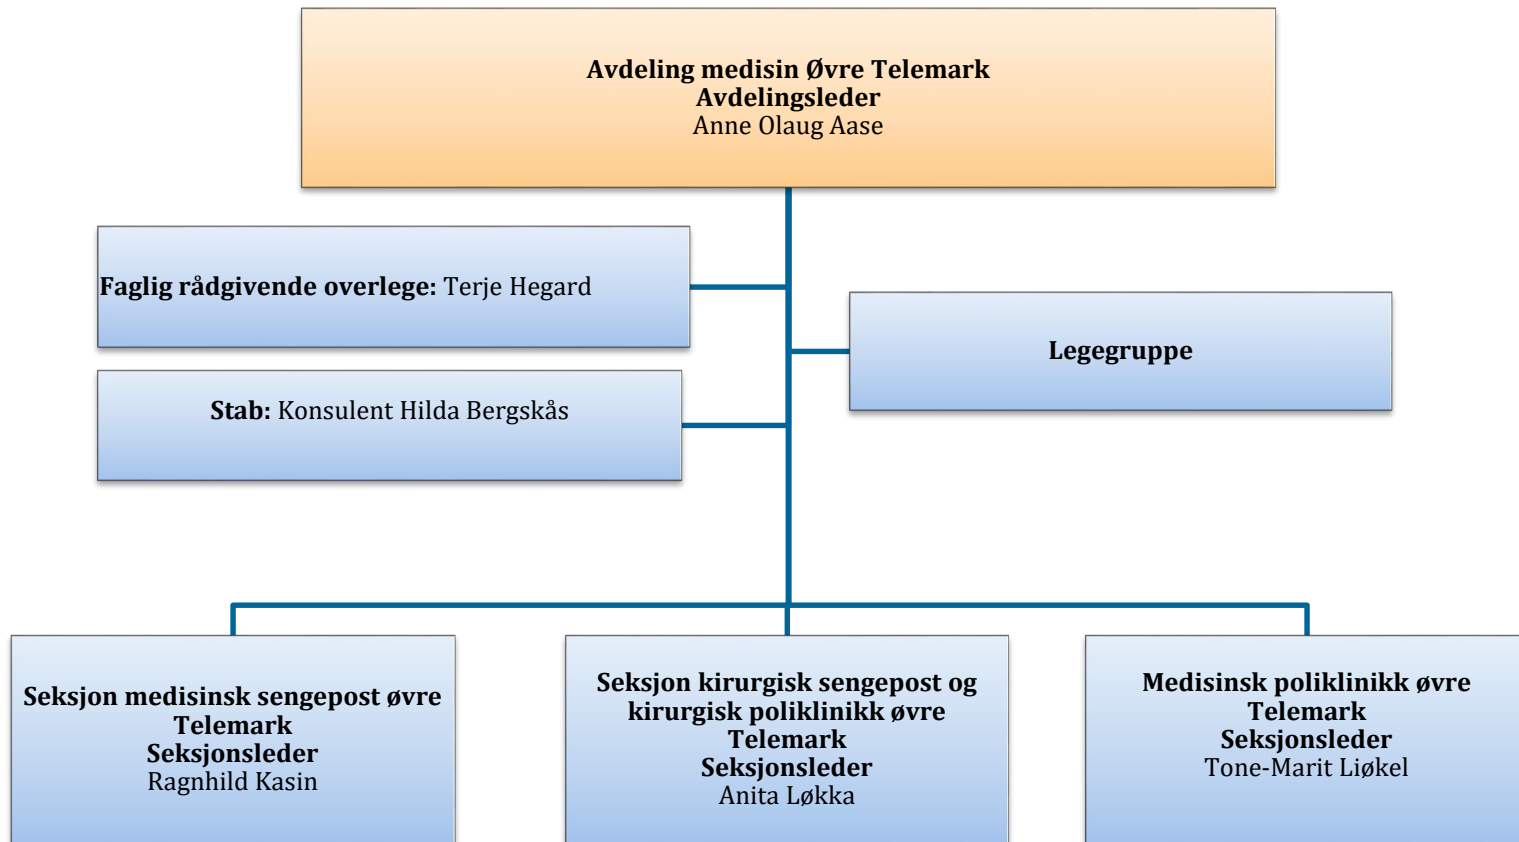 Avdeling medisin Øvre Telemark
Avdelingsleder
Anne Olaug Aase
Faglig rådgivende overlege: Terje Hegard
Legegruppe
Stab: Konsulent Hilda Bergskås
Seksjon medisinsk sengepost øvre
Telemark
Seksjonsleder
Ragnhild Kasin
Seksjon kirurgisk sengepost og
kirurgisk poliklinikk øvre
Telemark
Seksjonsleder
Anita Løkka
Medisinsk poliklinikk øvre
Telemark
Seksjonsleder
Tone-Marit Liøkel